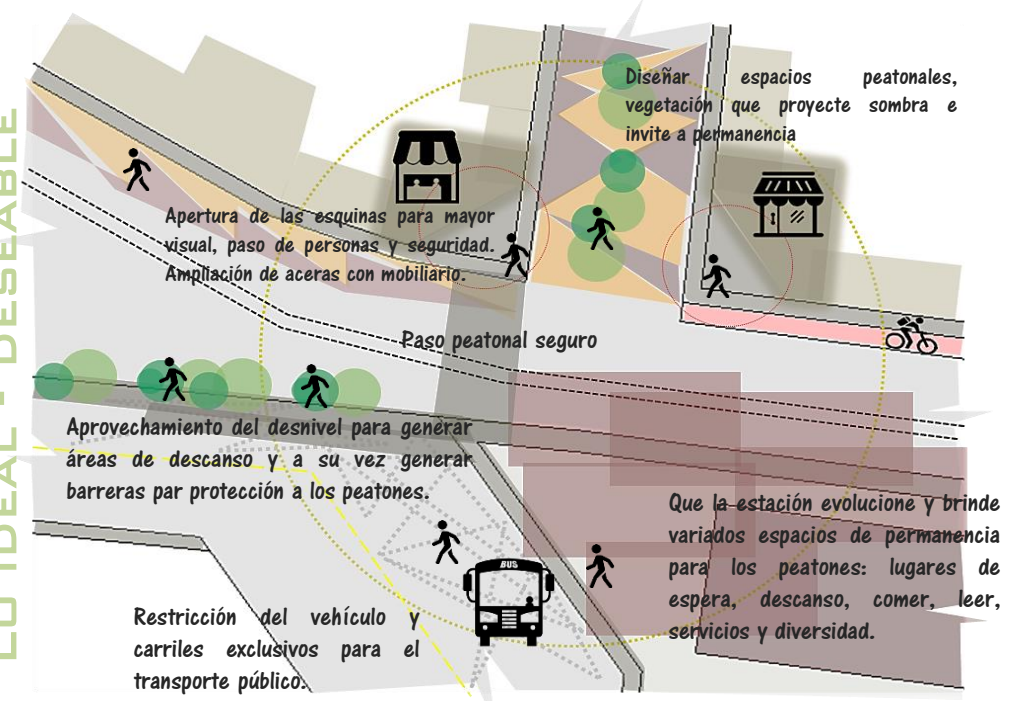 LO IDEAL - DESEABLE
Diseñar espacios peatonales,
vegetación que proyecte sombra e
invite a permanencia
Apertura de las esquinas para mayor
visual, paso de personas y seguridad.
Ampliación de aceras con mobiliario.
Paso peatonal seguro
Aprovechamiento del desnivel para generar
áreas de descanso y a su vez generar
barreras par protección a los peatones.
Que la estación evolucione y brinde
variados espacios de permanencia
para los peatones: lugares de
espera, descanso, comer, leer,
servicios y diversidad.
BUS
Restricción del vehículo y
carriles exclusivos para el
transporte público.